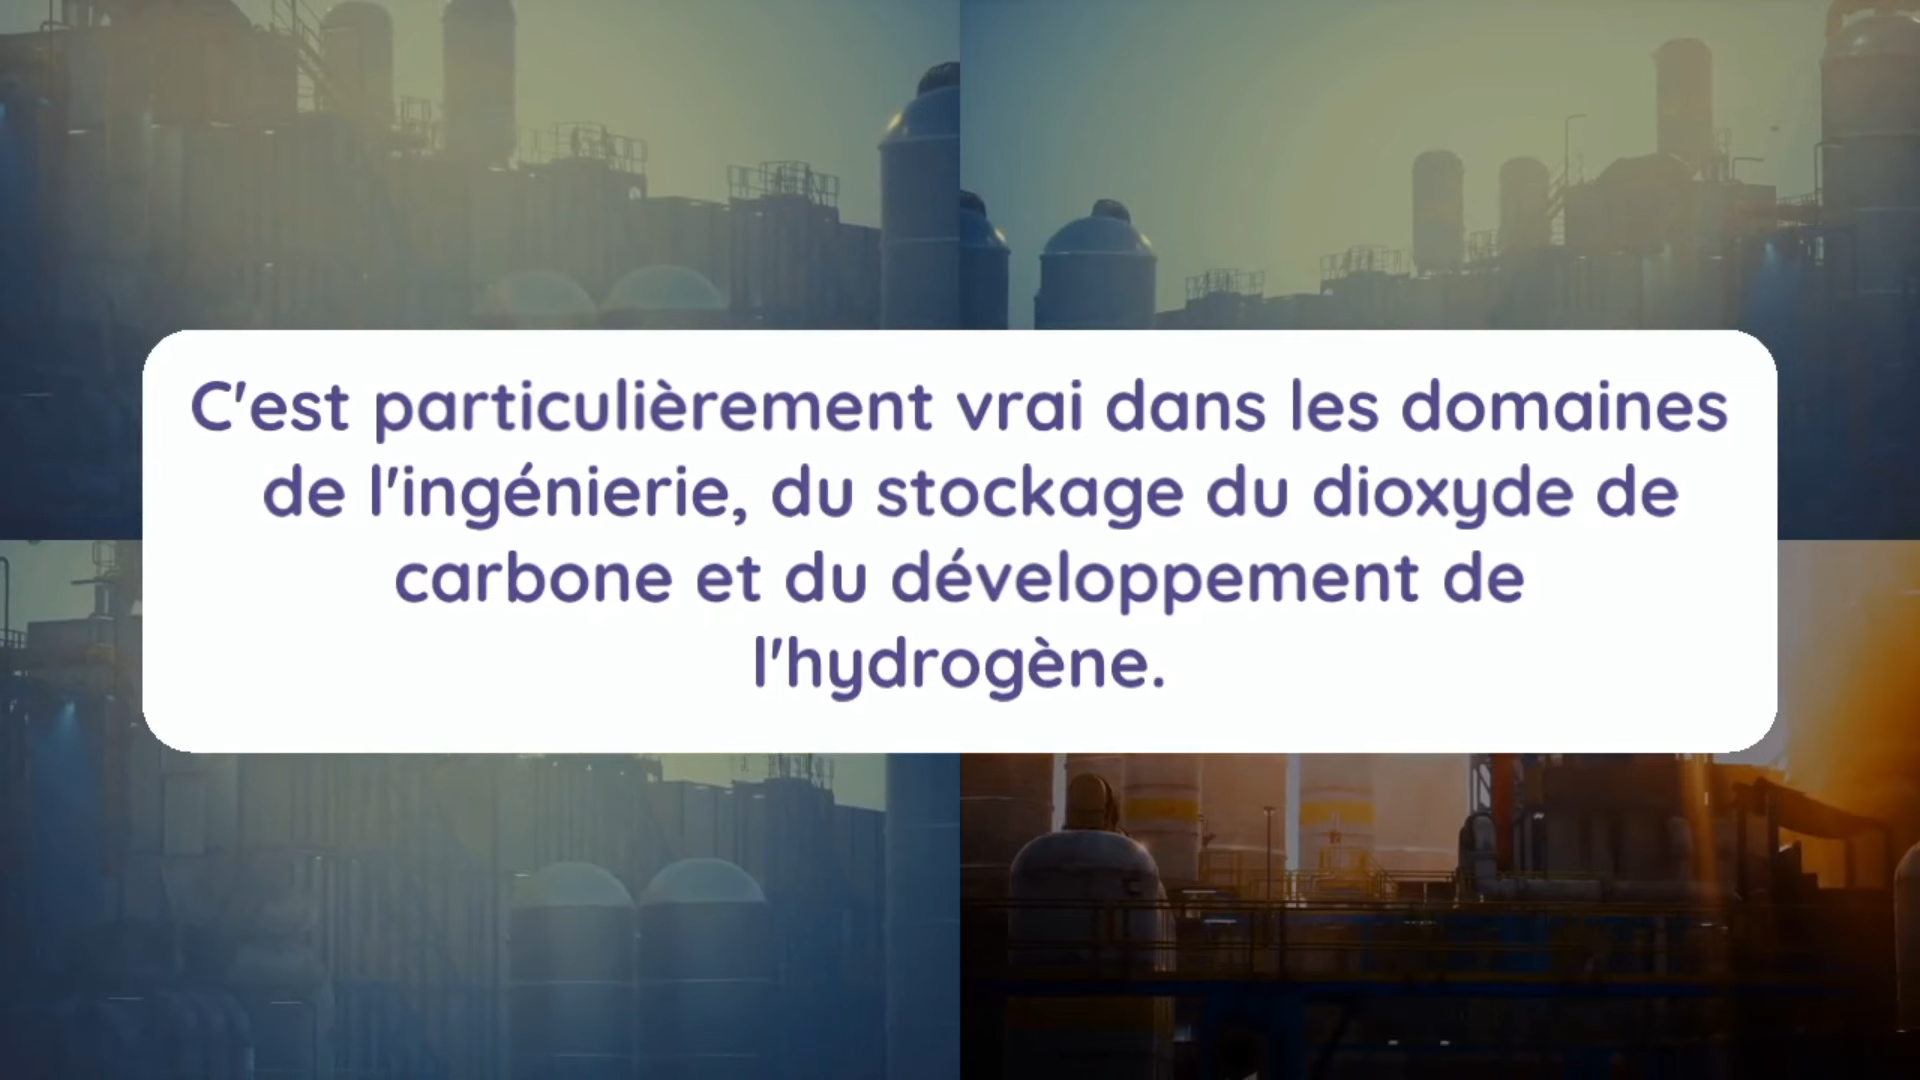 C'est particulièrement vrai dans les domaines
de l'ingénierie, du stockage du dioxyde de
carbone et du développement de
l'hydrogène.